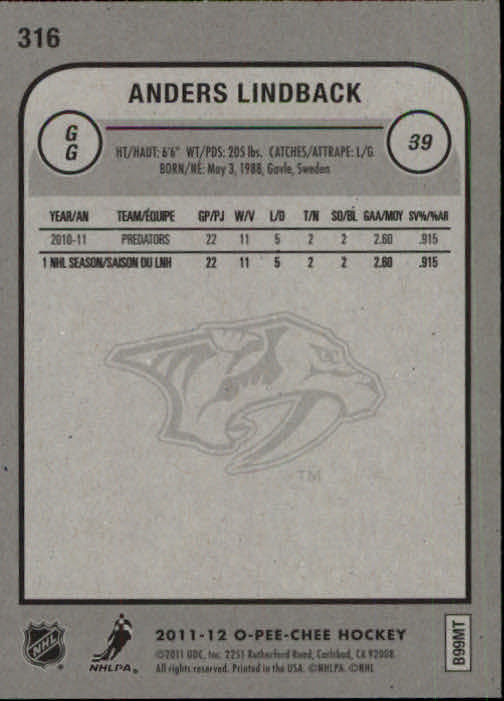 316
ANDERS LINDBACK
G
G
39
HT/HAUT: 6'6" WT/PDS: 205 lbs. CATCHES/ATTRAPE: L/G
BORN/NÉ: May 3, 1988, Gavle, Sweden
YEAR/AN TEAM/ÉQUIPE GP/PJ W/V L/D T/N SO/BL GAA/MOY SV%/%AR
2010-11 PREDATORS 22 11 5 2 2 2.60 .915
1 NHL SEASON/SAISON DU LNH 22 11 5 2 2 2.60 .915
TM
NHL
NHLPA.
2011-12 O-PEE-CHEE HOCKEY
©2011 UDC, Inc. 2251 Rutherford Road, Carlsbad, CA 92008
All rights reserved. Printed in the USA. ©NHLPA. ©NHL
B99MT